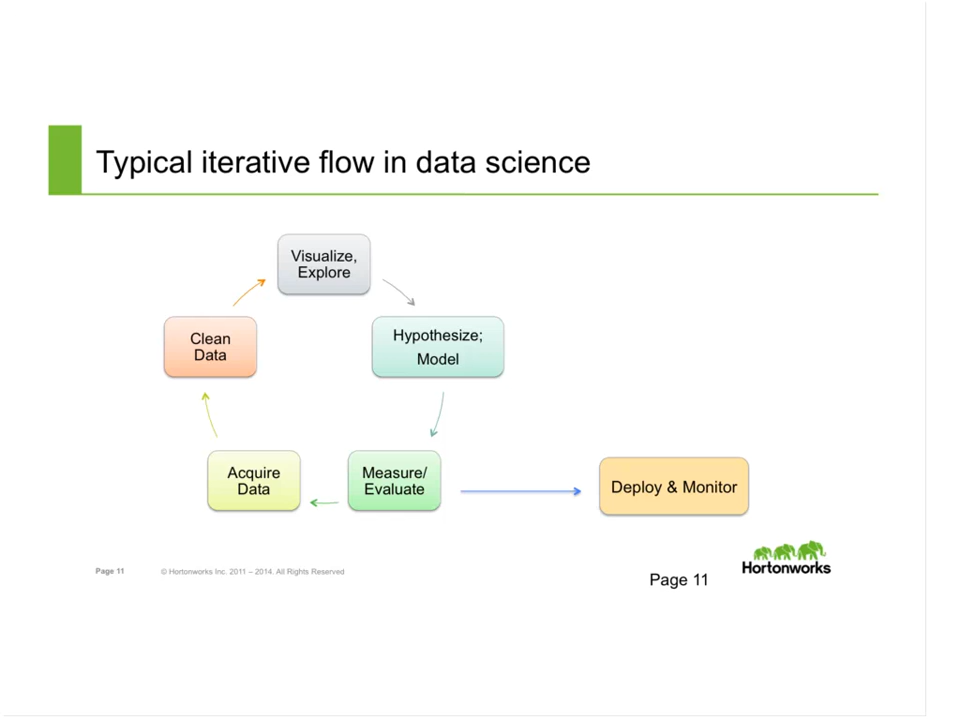 Typical iterative flow in data science
Visualize,
Explore
Clean
Data
Hypothesize;
Model
Acquire
Data
Measure/
Evaluate
Deploy & Monitor
Page 11
© Hortonworks Inc. 2011 – 2014. All Rights Reserved
Page 11
Hortonworks